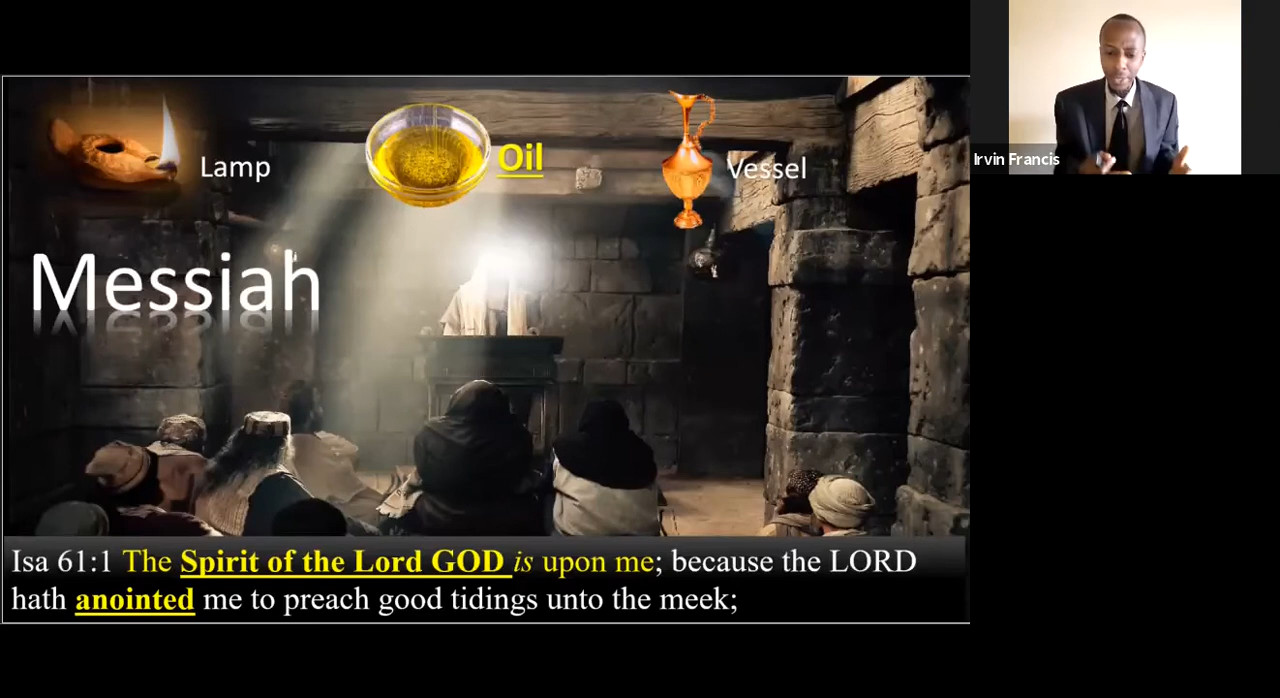 Lamp
Oil
Vessel
Irvin Francis
Messiah
Isa 61:1 The Spirit of the Lord GOD is upon me; because the LORD
hath anointed me to preach good tidings unto the meek;